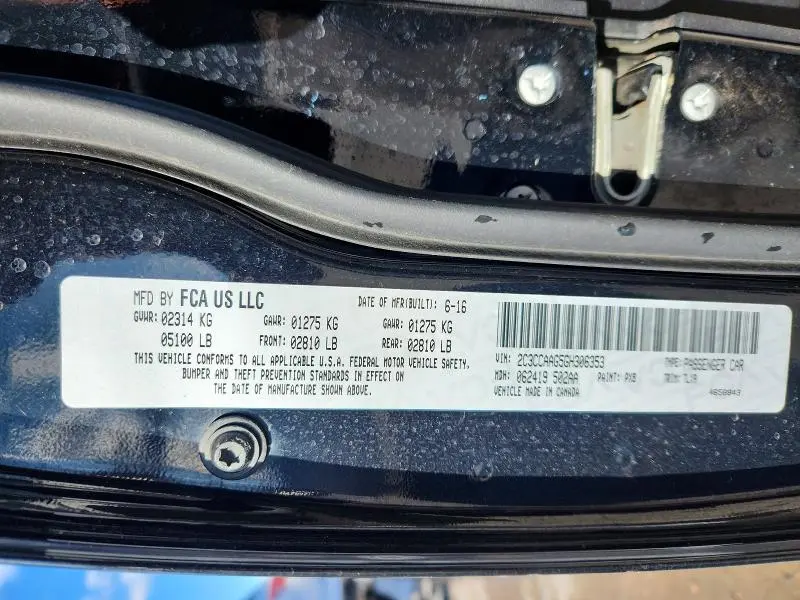 MFD BY FCA US LLC DATE OF MFR(BUILT): 6-16
GVWR: 02314 KG GAWR: 01275 KG GAWR: 01275 KG
05100 LB FRONT: 02810 LB REAR: 02810 LB
THIS VEHICLE CONFORMS TO ALL APPLICABLE U.S.A. FEDERAL MOTOR VEHICLE SAFETY,
BUMPER AND THEFT PREVENTION STANDARDS IN EFFECT ON
THE DATE OF MANUFACTURE SHOWN ABOVE.
VIN: 2C3CCAAG5GH306353 TYPE: PASSENGER CAR
MDH: 062419 502AA PAINT: PX8 TRIM: TLX9
VEHICLE MADE IN CANADA 4658843